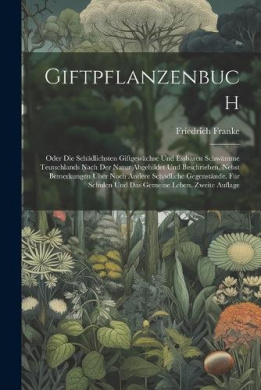 Giftpflanzenbuc
h
Friedrich Franke
Oder Die Schädlichsten Giftgewächse Und Essbaren Schwämme
Teutschlands Nach Der Natur Abgebildet Und Beschrieben. Nebst
Bemerkungen Über Noch Andere Schädliche Gegenstände. Für
Schulen Und Das Gemeine Leben. Zweite Auflage